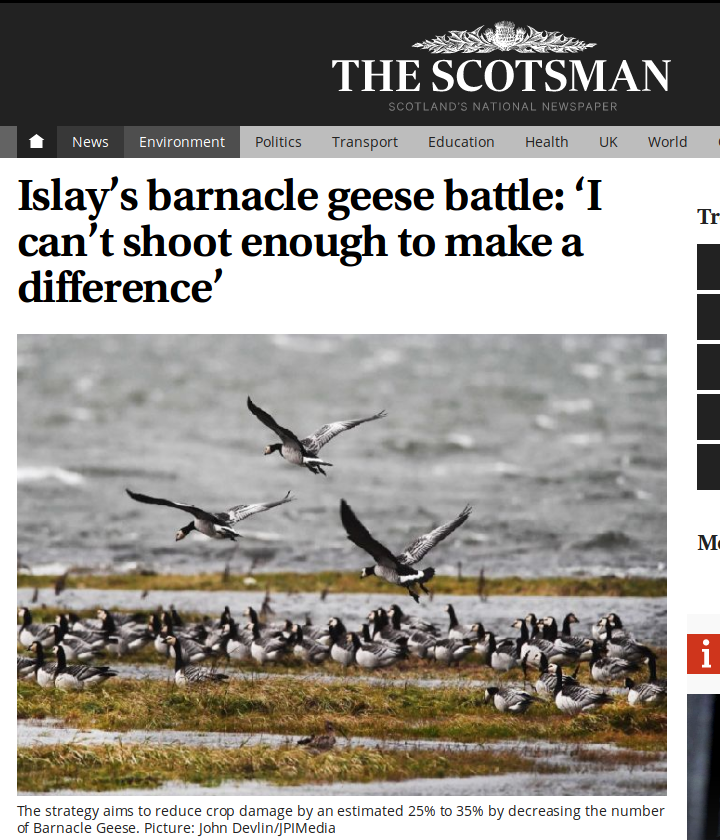 THE SCOTSMAN
SCOTLAND'S NATIONAL NEWSPAPER
News Environment Politics Transport Education Health UK World
Islay’s barnacle geese battle: ‘I
can’t shoot enough to make a
difference’
The strategy aims to reduce crop damage by an estimated 25% to 35% by decreasing the number
of Barnacle Geese. Picture: John Devlin/JPIMedia